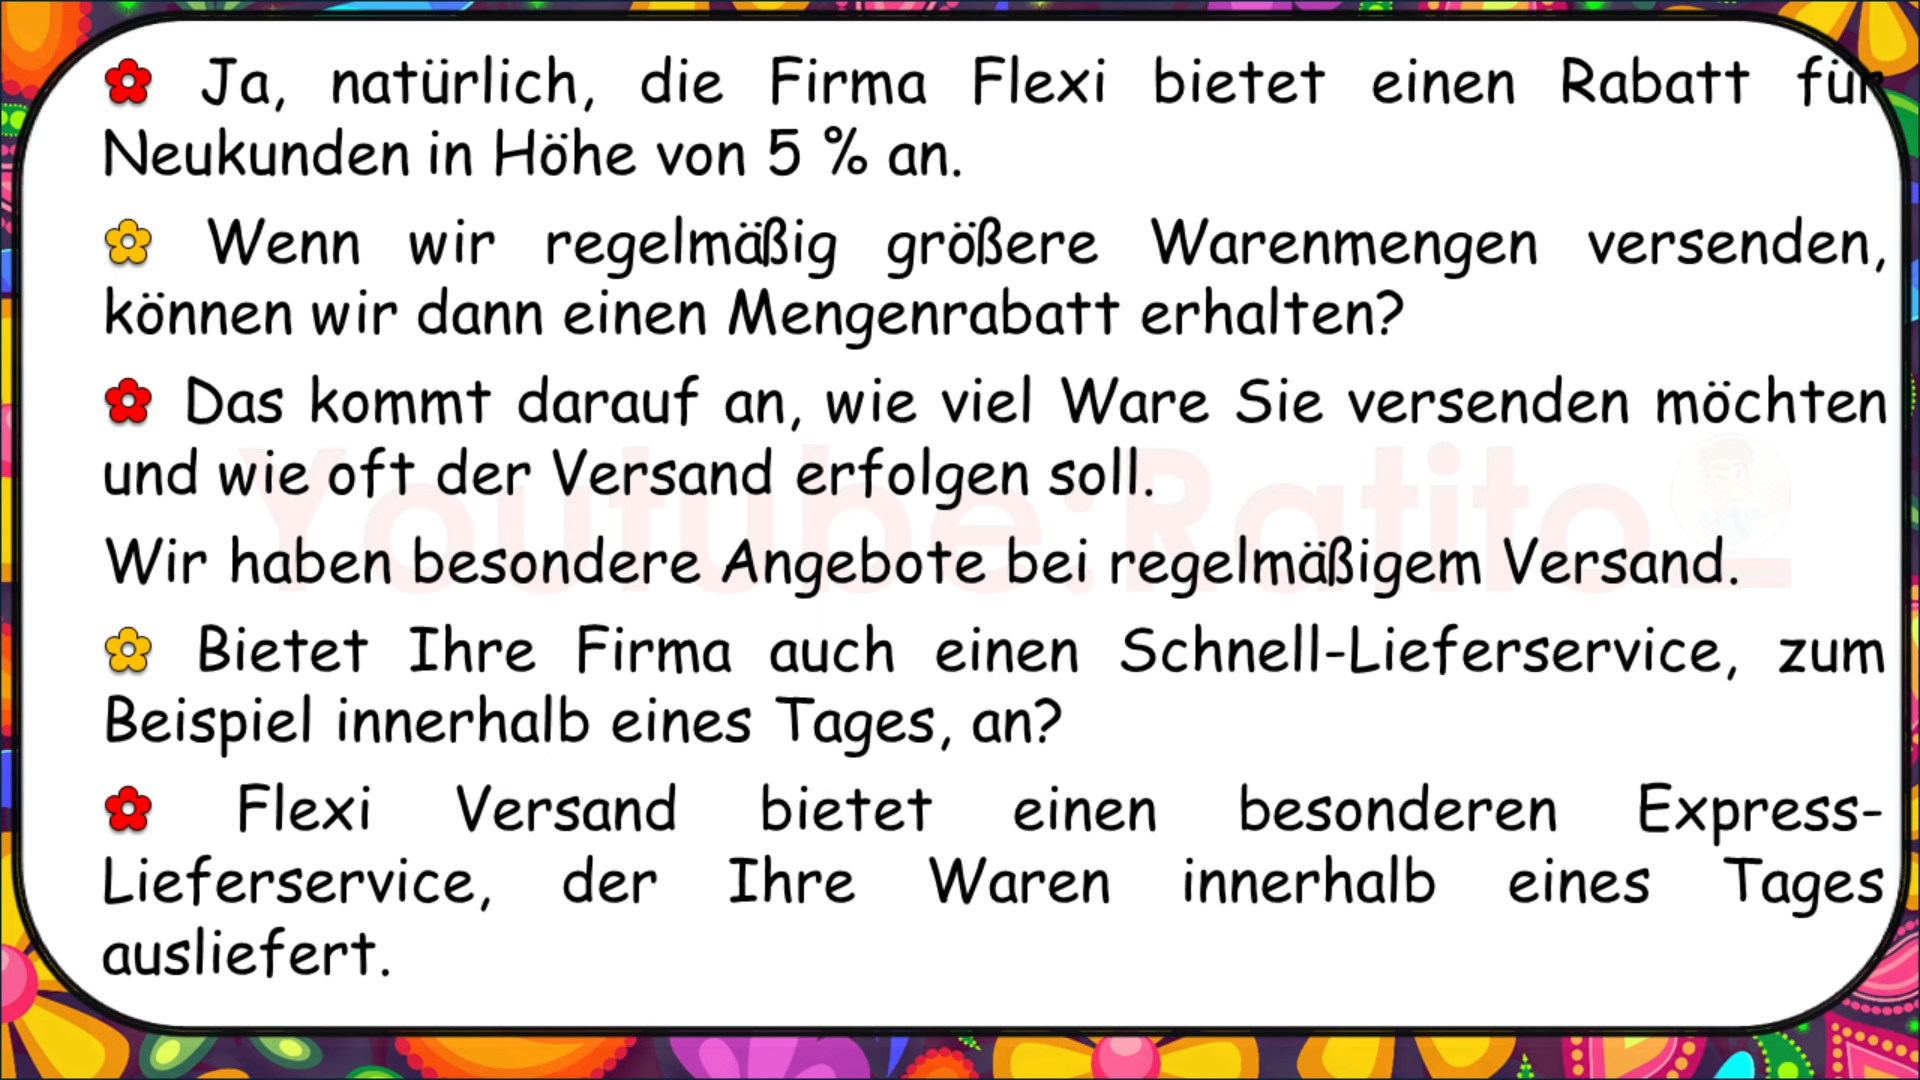 Ja, natürlich, die Firma Flexi bietet einen Rabatt für
Neukunden in Höhe von 5 % an.
Wenn wir regelmäßig größere Warenmengen versenden,
können wir dann einen Mengenrabatt erhalten?
Das kommt darauf an, wie viel Ware Sie versenden möchten
und wie oft der Versand erfolgen soll.
Wir haben besondere Angebote bei regelmäßigem Versand.
Bietet Ihre Firma auch einen Schnell-Lieferservice, zum
Beispiel innerhalb eines Tages, an?
Flexi Versand bietet einen besonderen Express-
Lieferservice, der Ihre Waren innerhalb eines Tages
ausliefert.
Youtube:Ratito_